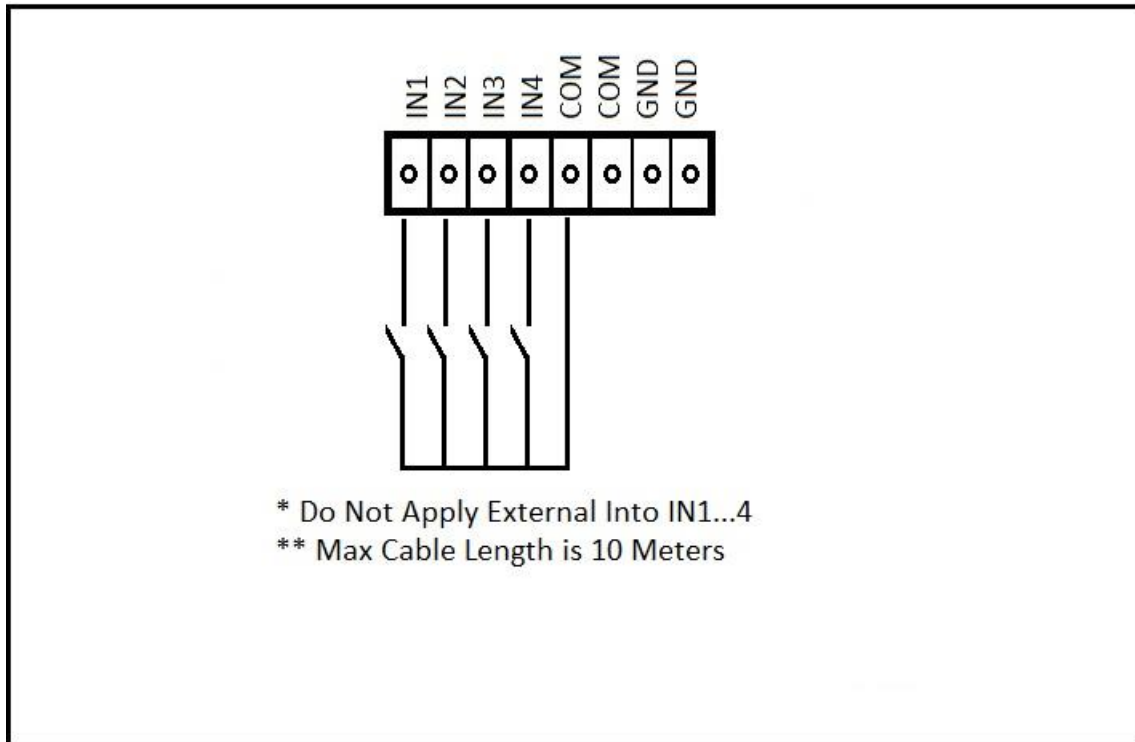 IN1
IN2
IN3
IN4
COM
COM
GND
GND
* Do Not Apply External Into IN1...4
** Max Cable Length is 10 Meters